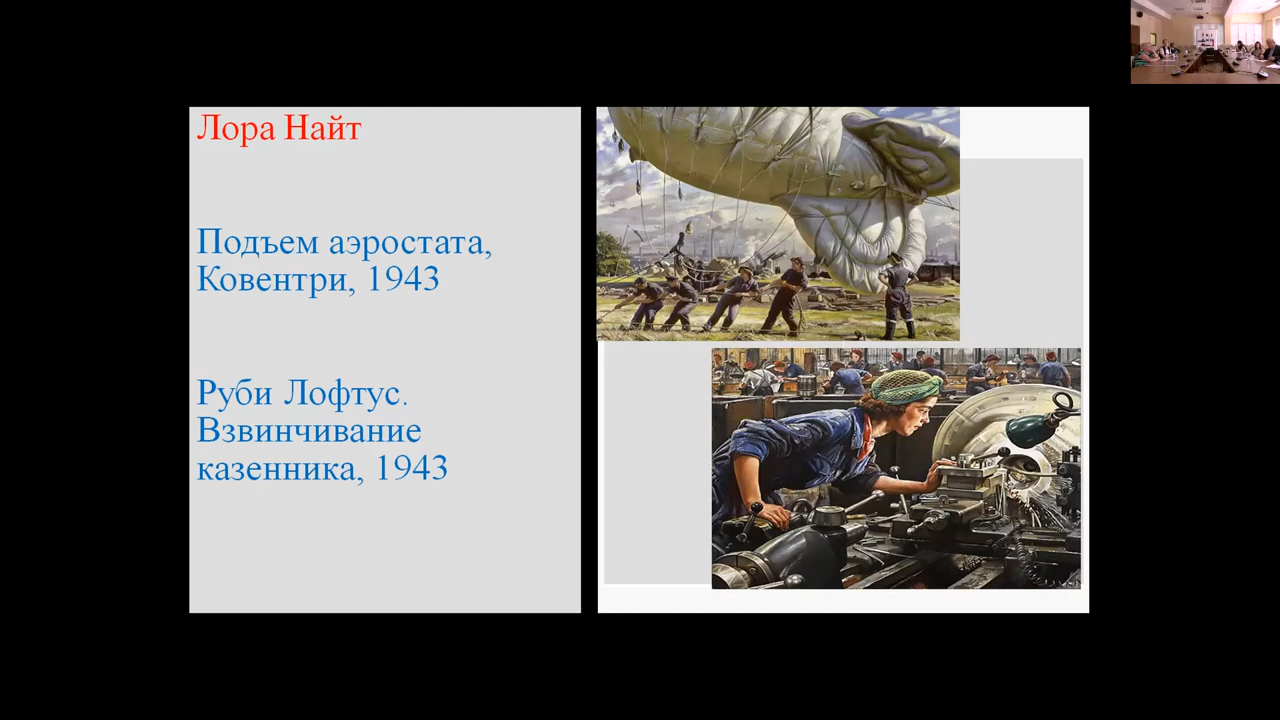 Лора Найт
Подъем аэростата,
Ковентри, 1943
Руби Лофтус.
Взвинчивание
казенника, 1943